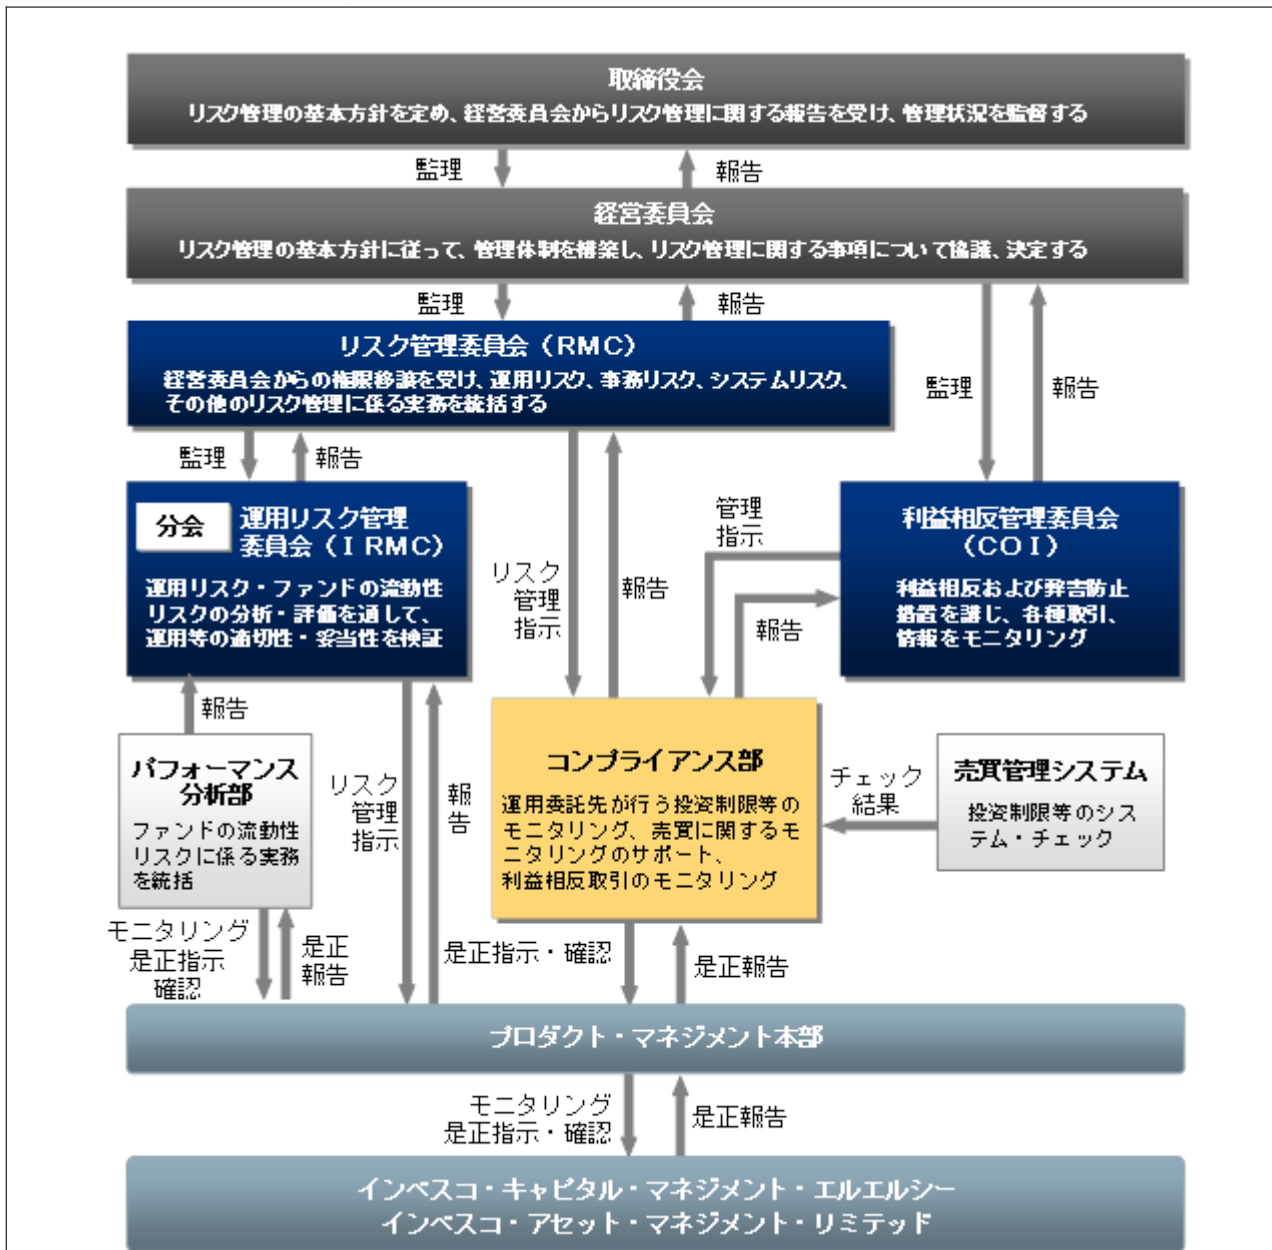 取締役会
リスク管理の基本方針を定め、経営委員会からリスク管理に関する報告を受け、管理状況を監督する
監理
報告
経営委員会
リスク管理の基本方針に従って、管理体制を構築し、リスク管理に関する事項について協議、決定する
監理
報告
リスク管理委員会（RMC）
経営委員会からの権限移譲を受け、運用リスク、事務リスク、システムリスク、
その他のリスク管理に係る実務を統括する
監理
報告
監理
報告
分会
運用リスク管理
委員会（IRMC）
運用リスク・ファンドの流動性
リスクの分析・評価を通して、
運用等の適切性・妥当性を検証
リスク
管理
指示
報告
管理
指示
報告
利益相反管理委員会
（COI）
利益相反および弊害防止
措置を講じ、各種取引、
情報をモニタリング
報告
パフォーマンス
分析部
ファンドの流動性
リスクに係る実務
を統括
リスク
管理
指示
報
告
コンプライアンス部
運用委託先が行う投資制限等の
モニタリング、売買に関するモ
ニタリングのサポート、
利益相反取引のモニタリング
チェック
結果
売買管理システム
投資制限等のシス
テム・チェック
モニタリング
是正指示
確認
是正
報告
是正指示・確認
是正報告
プロダクト・マネジメント本部
モニタリング
是正指示・確認
是正報告
インベスコ・キャピタル・マネジメント・エルエルシー
インベスコ・アセット・マネジメント・リミテッド